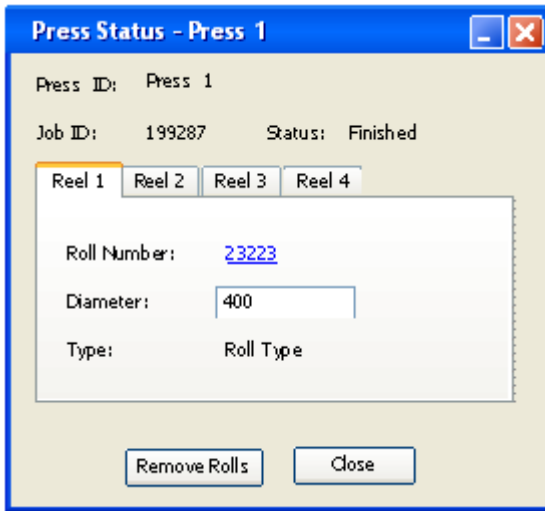 Press Status - Press 1
Press ID: Press 1
Job ID: 199287 Status: Finished
Reel 1 Reel 2 Reel 3 Reel 4
Roll Number: 23223
Diameter: 400
Type: Roll Type
Remove Rolls Close